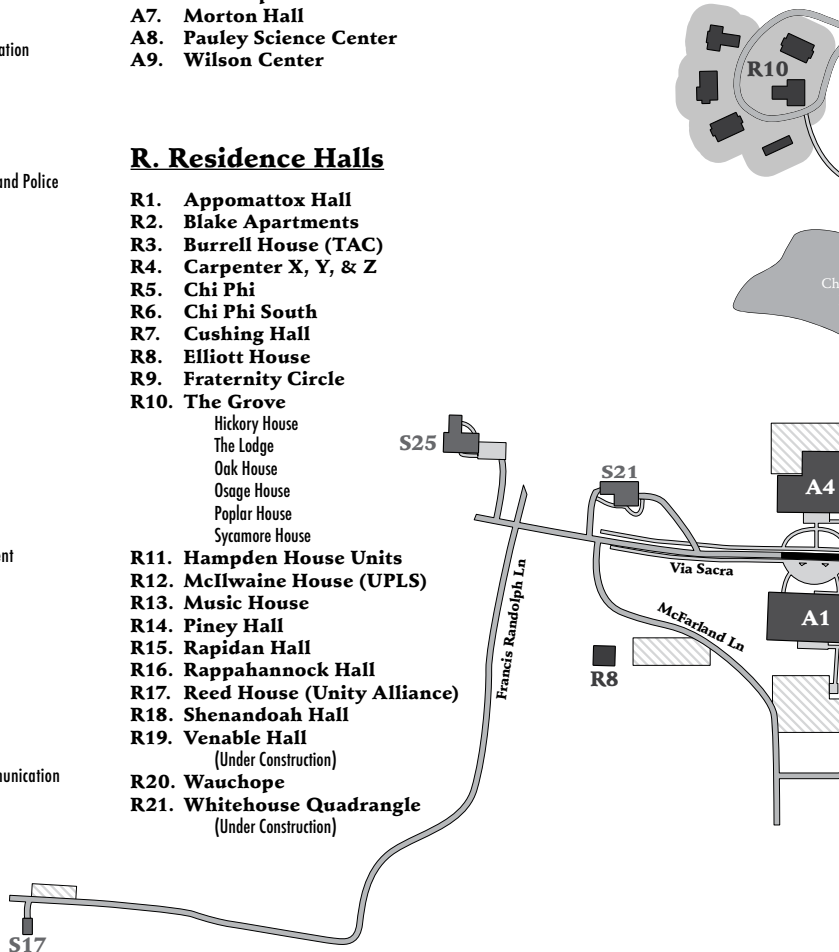 A7. Morton Hall
A8. Pauley Science Center
A9. Wilson Center
and Police
R. Residence Halls
R1. Appomattox Hall
R2. Blake Apartments
R3. Burrell House (TAC)
R4. Carpenter X, Y, & Z
R5. Chi Phi
R6. Chi Phi South
R7. Cushing Hall
R8. Elliott House
R9. Fraternity Circle
R10. The Grove
Hickory House
The Lodge
Oak House
Osage House
Poplar House
Sycamore House
R11. Hampden House Units
R12. McIlwaine House (UPLS)
R13. Music House
R14. Piney Hall
R15. Rapidan Hall
R16. Rappahannock Hall
R17. Reed House (Unity Alliance)
R18. Shenandoah Hall
R19. Venable Hall
(Under Construction)
R20. Wauchope
R21. Whitehouse Quadrangle
(Under Construction)
R10
Ch
S25
S21
A4
Via Sacra
Francis Randolph Ln
McFarland Ln
A1
R8
S17